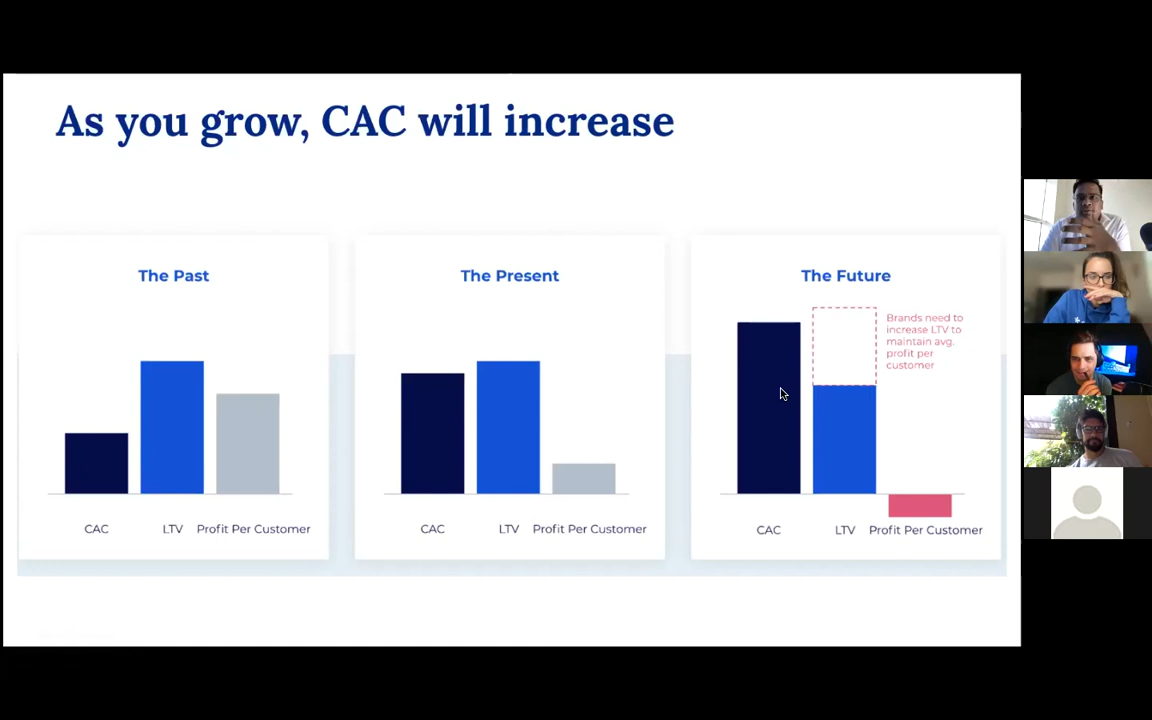 As you grow, CAC will increase
The Past
CAC LTV Profit Per Customer
The Present
CAC LTV Profit Per Customer
The Future
Brands need to
increase LTV to
maintain avg.
profit per
customer
CAC LTV Profit Per Customer